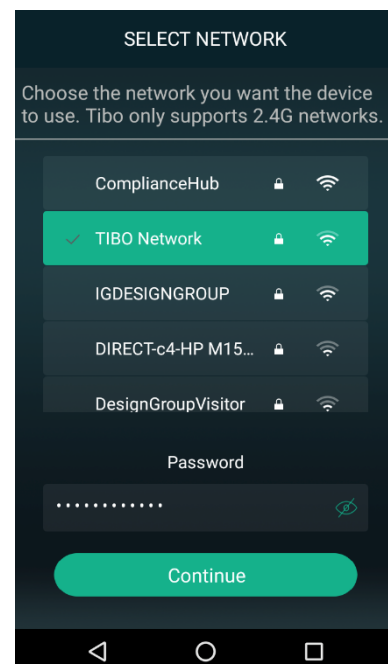 SELECT NETWORK
Choose the network you want the device
to use. Tibo only supports 2.4G networks.
ComplianceHub
TIBO Network
IGDESIGNGROUP
DIRECT-c4-HP M15...
DesignGroupVisitor
Password
••••••••••••
Continue